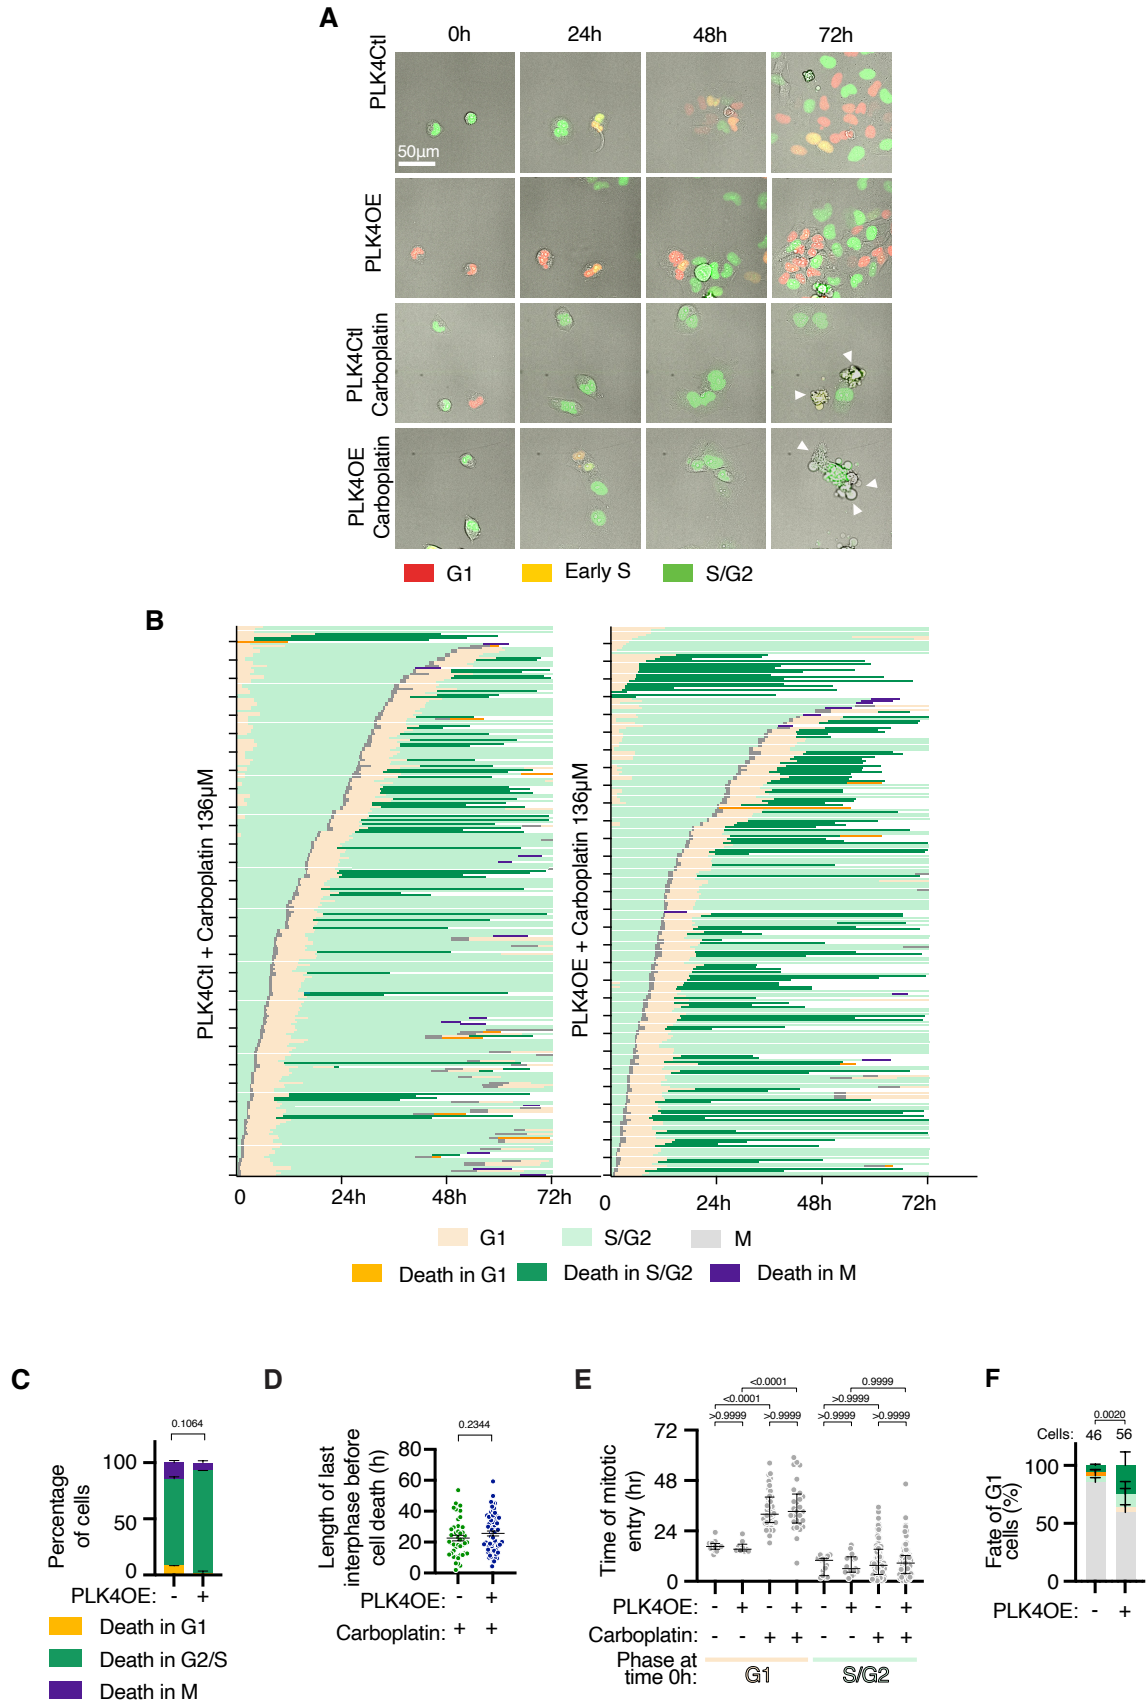 A
0h 24h 48h 72h
PLK4Ctl
50µm
PLK4OE
PLK4Ctl
Carboplatin
PLK4OE
Carboplatin
G1 Early S S/G2
B
PLK4Ctl + Carboplatin 136µM
PLK4OE + Carboplatin 136µM
0 24h 48h 72h
0 24h 48h 72h
G1 S/G2 M
Death in G1 Death in S/G2 Death in M
C
0.1064
Percentage
of cells
100
50
0
PLK4OE: - +
Death in G1
Death in G2/S
Death in M
D
0.2344
Length of last
interphase before
cell death (h)
80
60
40
20
0
PLK4OE: - +
Carboplatin: + +
E
<0.0001 0.9999
<0.0001 >0.9999
>0.9999 >0.9999 >0.9999 >0.9999
Time of mitotic
entry (hr)
72
48
24
0
PLK4OE: - + - + - + - +
Carboplatin: - - + + - - + +
Phase at
time 0h: G1 S/G2
F
0.0020
Cells: 46 56
Fate of G1
cells (%)
100
50
0
PLK4OE: - +